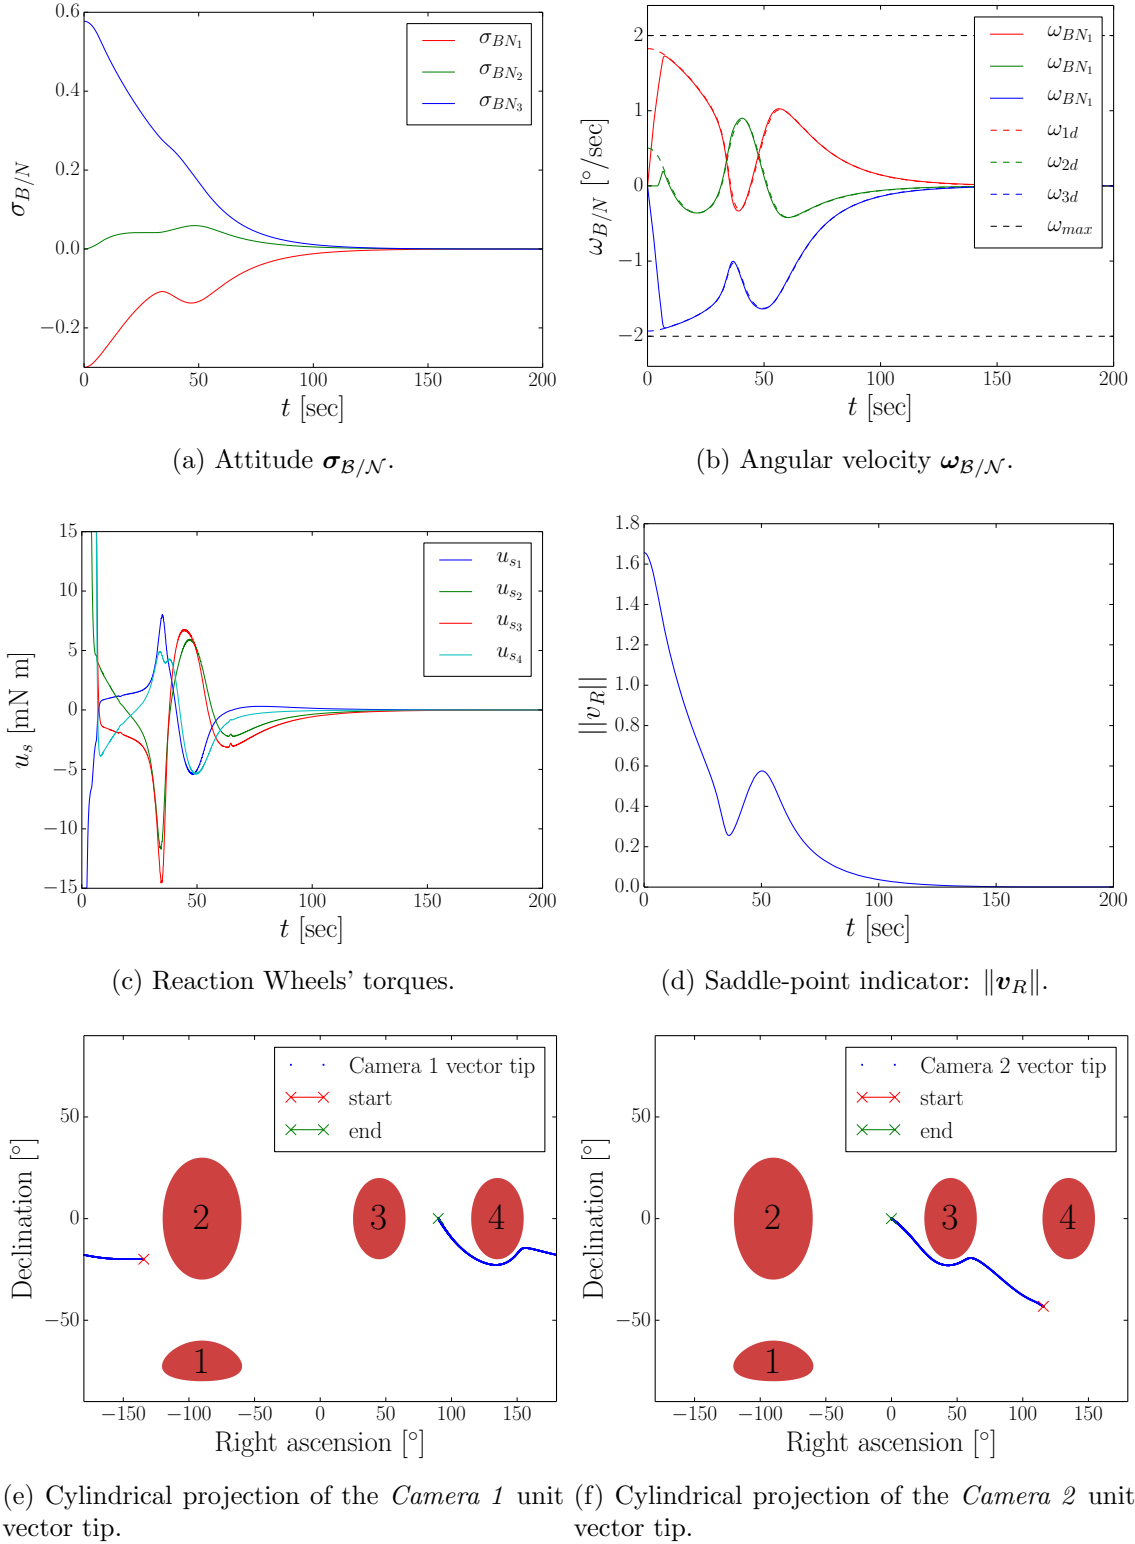 0.6
0.4
0.2
0.0
−0.2
σ_{B/N}
0 50 100 150 200
t [sec]
σ_{BN_1}
σ_{BN_2}
σ_{BN_3}
(a) Attitude σ_{B/N}.
2
1
0
−1
−2
ω_{B/N} [°/sec]
0 50 100 150 200
t [sec]
ω_{BN_1}
ω_{BN_1}
ω_{BN_1}
ω_{1d}
ω_{2d}
ω_{3d}
ω_{max}
(b) Angular velocity ω_{B/N}.
15
10
5
0
−5
−10
−15
u_s [mN m]
0 50 100 150 200
t [sec]
u_{s_1}
u_{s_2}
u_{s_3}
u_{s_4}
(c) Reaction Wheels' torques.
1.8
1.6
1.4
1.2
1.0
0.8
0.6
0.4
0.2
0.0
||v_R||
0 50 100 150 200
t [sec]
(d) Saddle-point indicator: ‖v_R‖.
50
0
−50
Declination [°]
−150 −100 −50 0 50 100 150
Right ascension [°]
Camera 1 vector tip
start
end
2
3
4
1
(e) Cylindrical projection of the Camera 1 unit
vector tip.
50
0
−50
Declination [°]
−150 −100 −50 0 50 100 150
Right ascension [°]
Camera 2 vector tip
start
end
2
3
4
1
(f) Cylindrical projection of the Camera 2 unit
vector tip.